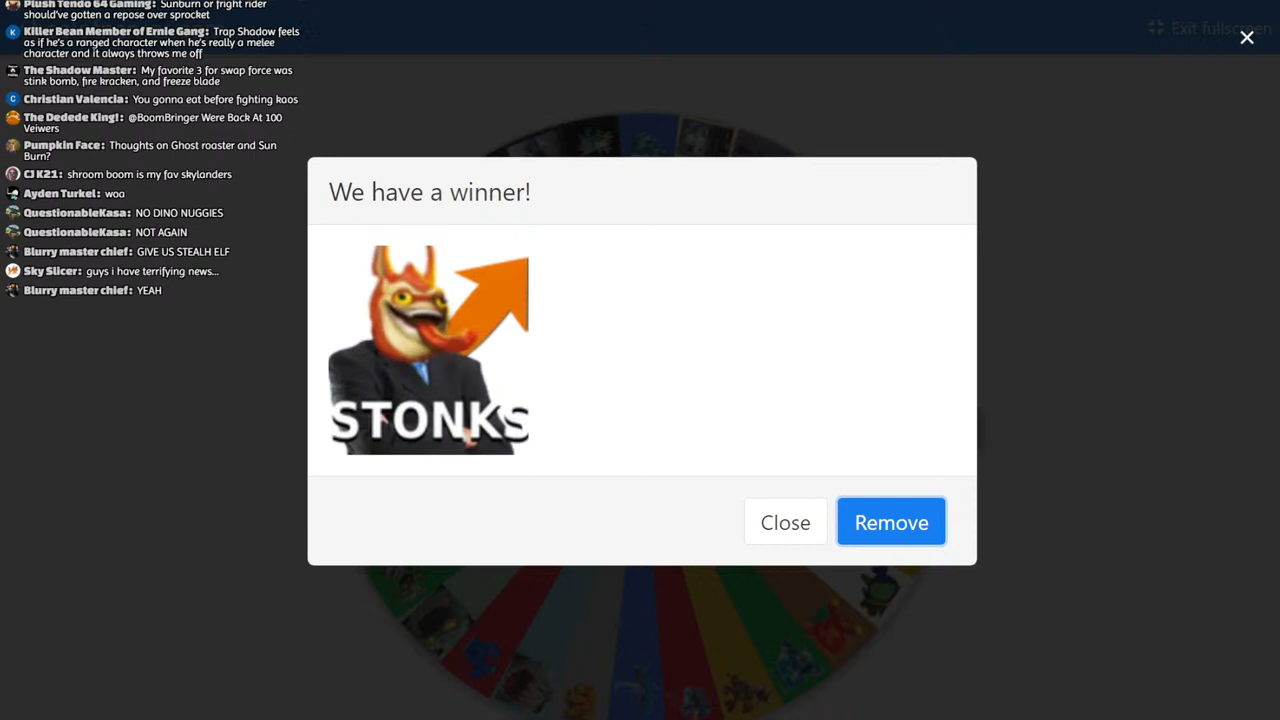 Plush Tendo 64 Gaming: Sunburn or fright rider
should've gotten a repose over sprocket
Killer Bean Member of Ernie Gang: Trap Shadow feels
as if he's a ranged character when he's really a melee
character and it always throws me off
The Shadow Master: My favorite 3 for swap force was
stink bomb, fire kracken, and freeze blade
Christian Valencia: You gonna eat before fighting kaos
The Dedede King!: @BoomBringer Were Back At 100
Veiwers
Pumpkin Face: Thoughts on Ghost roaster and Sun
Burn?
CJ K21: shroom boom is my fav skylanders
Ayden Turkel: woa
QuestionableKasa: NO DINO NUGGIES
QuestionableKasa: NOT AGAIN
Blurry master chief: GIVE US STEALH ELF
Sky Slicer: guys i have terrifying news...
Blurry master chief: YEAH
Exit fullscreen
We have a winner!
STONKS
Close
Remove